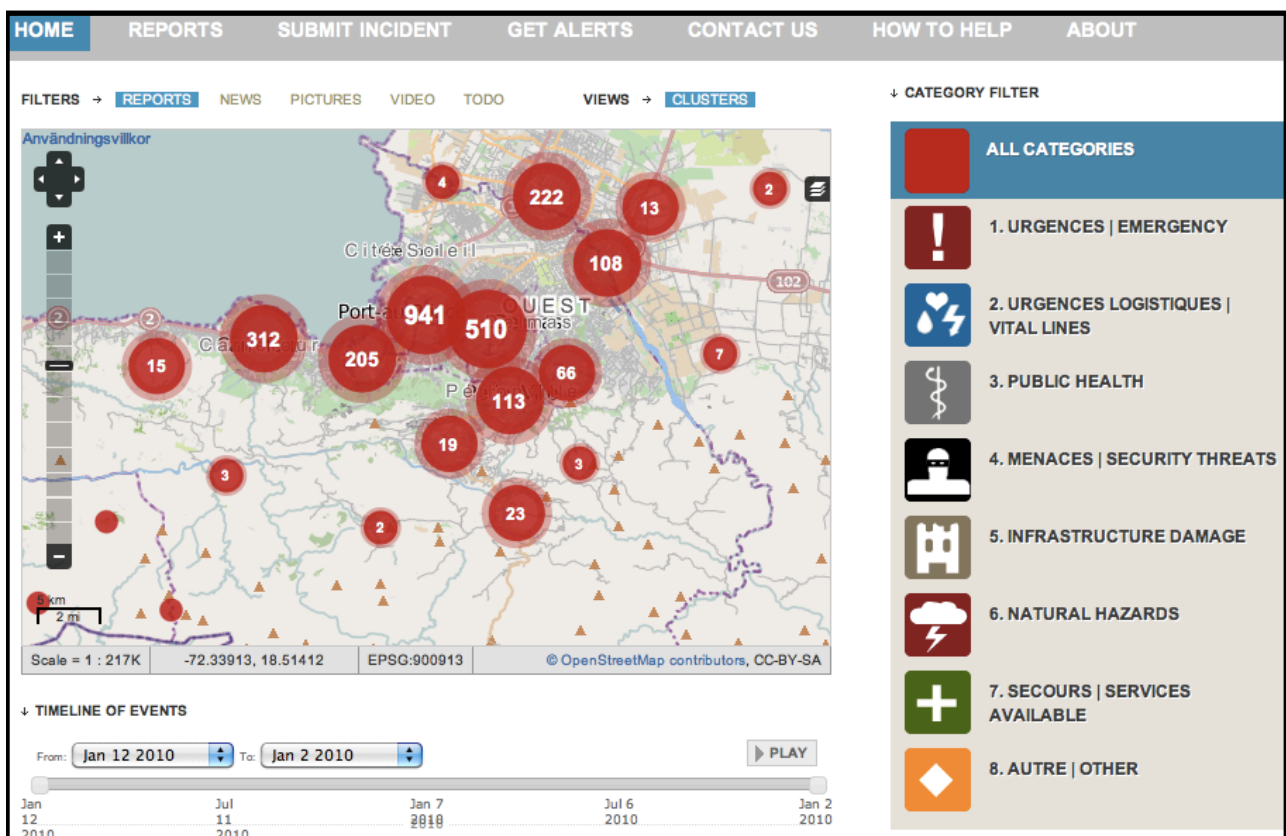 HOME REPORTS SUBMIT INCIDENT GET ALERTS CONTACT US HOW TO HELP ABOUT
FILTERS → REPORTS NEWS PICTURES VIDEO TODO VIEWS → CLUSTERS
Användningsvillkor
4
222
13
2
Cité Soleil
108
102
Port-au
941
510
OUEST
2
2
312
205
15
66
7
113
19
3
3
23
2
5 km
2 mi
Scale = 1 : 217K -72.33913, 18.51412 EPSG:900913 © OpenStreetMap contributors, CC-BY-SA
↓ TIMELINE OF EVENTS
From: Jan 12 2010 To: Jan 2 2010 PLAY
Jan Jul Jan 7 Jul 6 Jan 2
12 11 2010 2010 2010
2010 2010
↓ CATEGORY FILTER
ALL CATEGORIES
1. URGENCES | EMERGENCY
2. URGENCES LOGISTIQUES |
VITAL LINES
3. PUBLIC HEALTH
4. MENACES | SECURITY THREATS
5. INFRASTRUCTURE DAMAGE
6. NATURAL HAZARDS
7. SECOURS | SERVICES
AVAILABLE
8. AUTRE | OTHER